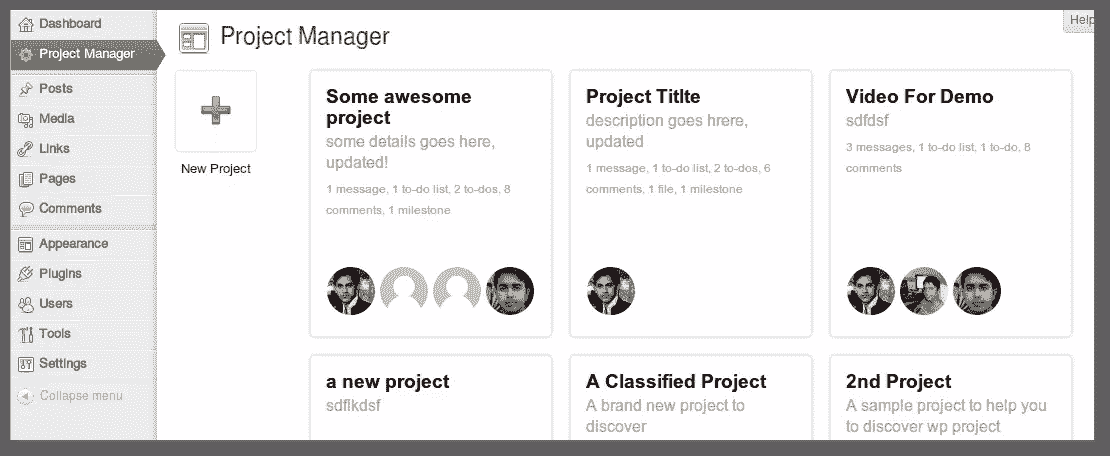 Dashboard
Project Manager
Posts
Media
Links
Pages
Comments
Appearance
Plugins
Users
Tools
Settings
Collapse menu
Project Manager
Help
New Project
Some awesome
project
some details goes here,
updated!
1 message, 1 to-do list, 2 to-dos, 8
comments, 1 milestone
Project Titlte
description goes hrere,
updated
1 message, 1 to-do list, 2 to-dos, 6
comments, 1 file, 1 milestone
Video For Demo
sdfdsf
3 messages, 1 to-do list, 1 to-do, 8
comments
a new project
sdflkdsf
A Classified Project
A brand new project to
discover
2nd Project
A sample project to help you
to discover wp project